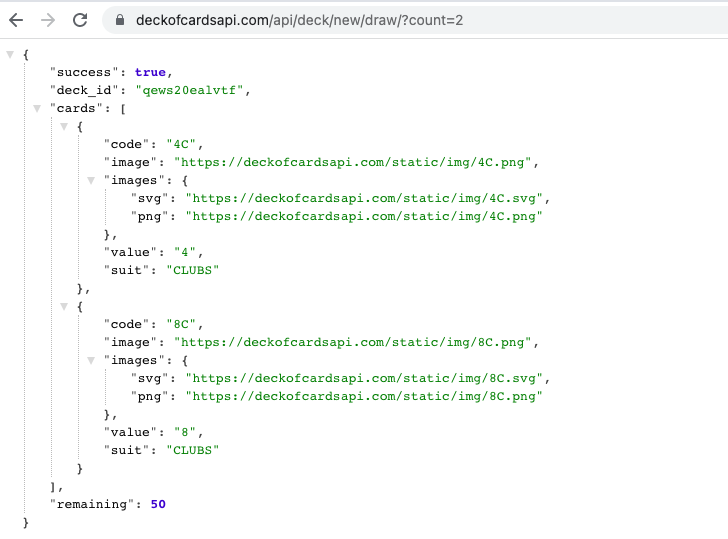 deckofcardsapi.com/api/deck/new/draw/?count=2
{
"success": true,
"deck_id": "qews20ealvtf",
"cards": [
{
"code": "4C",
"image": "https://deckofcardsapi.com/static/img/4C.png",
"images": {
"svg": "https://deckofcardsapi.com/static/img/4C.svg",
"png": "https://deckofcardsapi.com/static/img/4C.png"
},
"value": "4",
"suit": "CLUBS"
},
{
"code": "8C",
"image": "https://deckofcardsapi.com/static/img/8C.png",
"images": {
"svg": "https://deckofcardsapi.com/static/img/8C.svg",
"png": "https://deckofcardsapi.com/static/img/8C.png"
},
"value": "8",
"suit": "CLUBS"
}
],
"remaining": 50
}